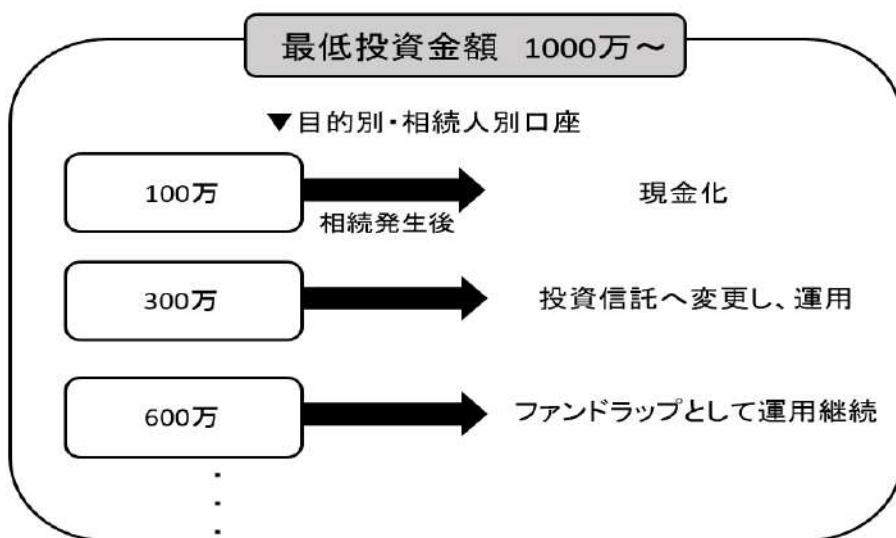 最低投資金額 1000万～
▼目的別・相続人別口座
100万
相続発生後
現金化
300万
投資信託へ変更し、運用
600万
ファンドラップとして運用継続